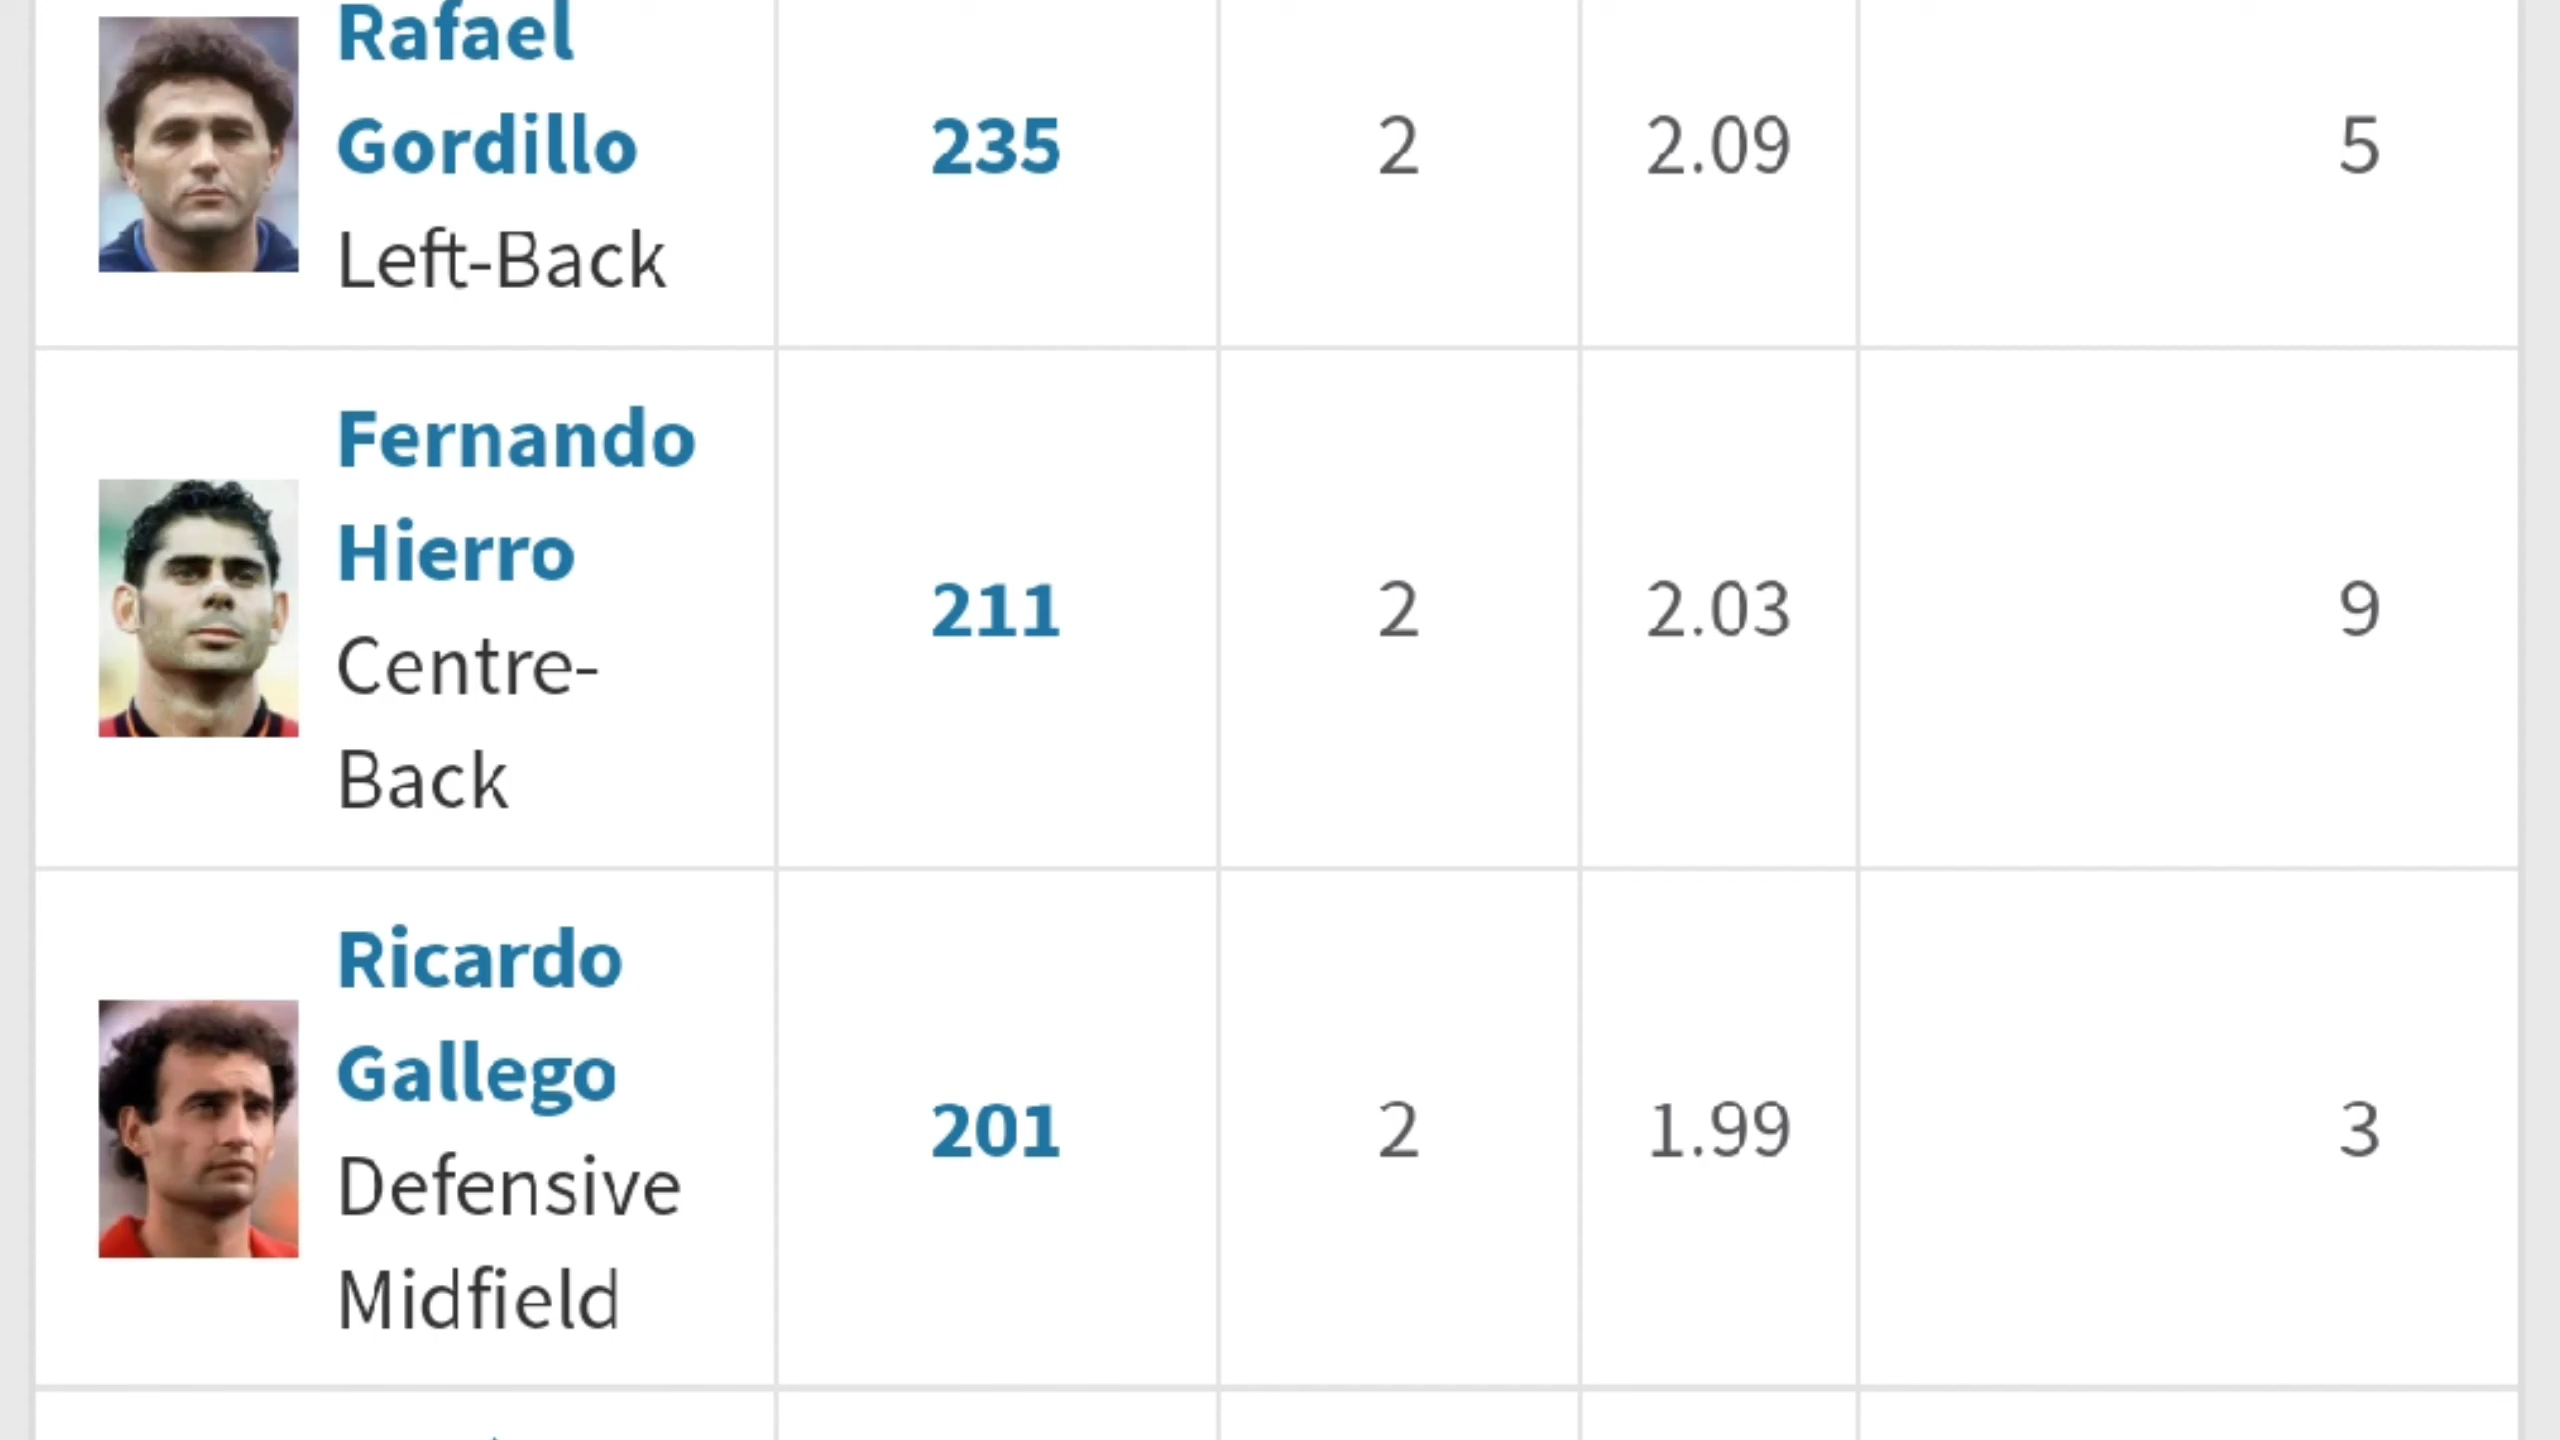 Rafael
Gordillo
Left-Back
235
2
2.09
5
Fernando
Hierro
Centre-
Back
211
2
2.03
9
Ricardo
Gallego
Defensive
Midfield
201
2
1.99
3